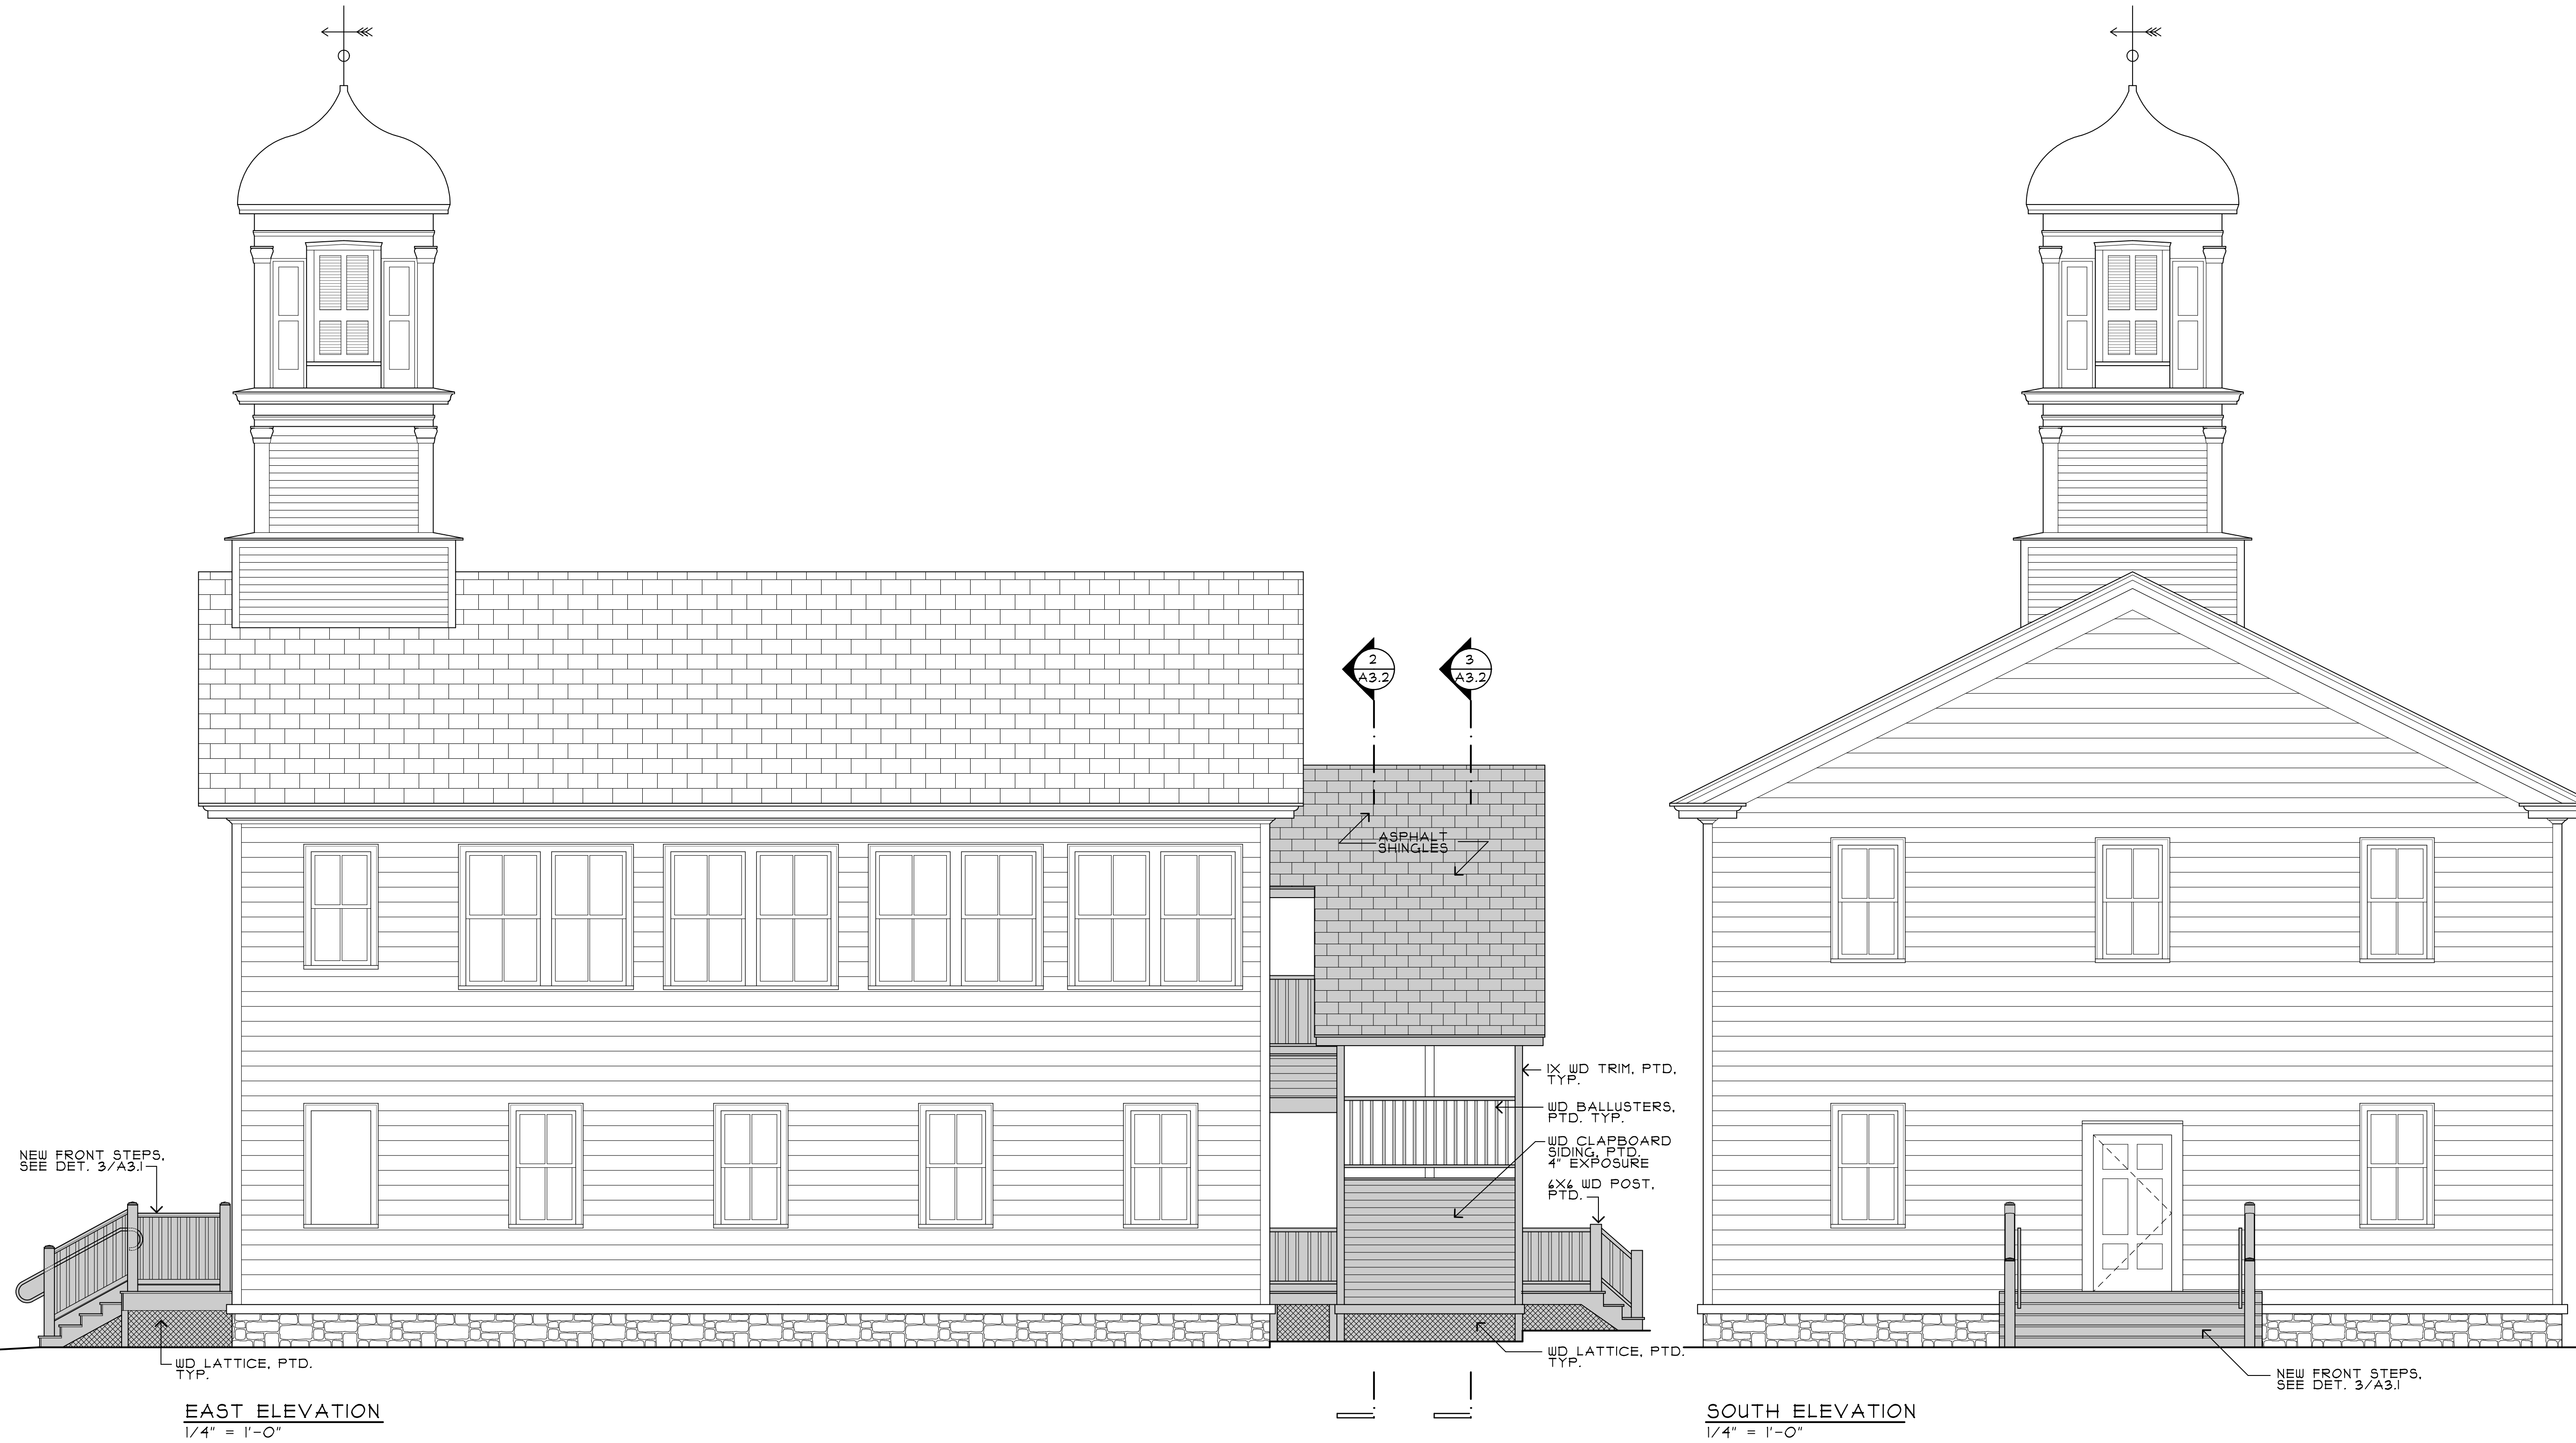 2
A3.2
3
A3.2
ASPHALT
SHINGLES
1X WD TRIM, PTD,
TYP.
WD BALLUSTERS,
PTD. TYP.
WD CLAPBOARD
SIDING, PTD.
4" EXPOSURE
6X6 WD POST,
PTD.
NEW FRONT STEPS,
SEE DET. 3/A3.1
WD LATTICE, PTD.
TYP.
WD LATTICE, PTD.
TYP.
EAST ELEVATION
1/4" = 1'-0"
NEW FRONT STEPS,
SEE DET. 3/A3.1
SOUTH ELEVATION
1/4" = 1'-0"